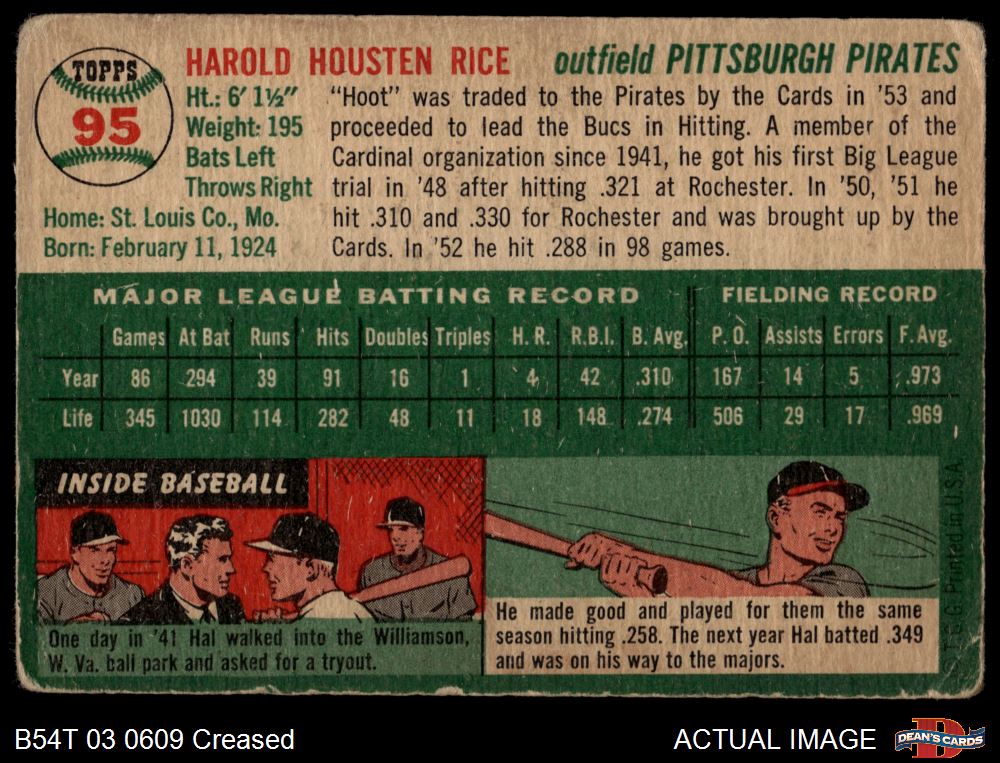 TOPPS
95
HAROLD HOUSTEN RICE outfield PITTSBURGH PIRATES
Ht.: 6' 1½"
Weight: 195
Bats Left
Throws Right
Home: St. Louis Co., Mo.
Born: February 11, 1924
"Hoot" was traded to the Pirates by the Cards in '53 and
proceeded to lead the Bucs in Hitting. A member of the
Cardinal organization since 1941, he got his first Big League
trial in '48 after hitting .321 at Rochester. In '50, '51 he
hit .310 and .330 for Rochester and was brought up by the
Cards. In '52 he hit .288 in 98 games.
MAJOR LEAGUE BATTING RECORD FIELDING RECORD
Games At Bat Runs Hits Doubles Triples H. R. R.B.I. B. Avg. P. O. Assists Errors F. Avg.
Year 86 294 39 91 16 1 4 42 .310 167 14 5 .973
Life 345 1030 114 282 48 11 18 148 .274 506 29 17 .969
INSIDE BASEBALL
One day in '41 Hal walked into the Williamson,
W. Va. ball park and asked for a tryout.
He made good and played for them the same
season hitting .258. The next year Hal batted .349
and was on his way to the majors.
T. C. G. Printed in U.S.A.
B54T 03 0609 Creased ACTUAL IMAGE
DEAN'S CARDS